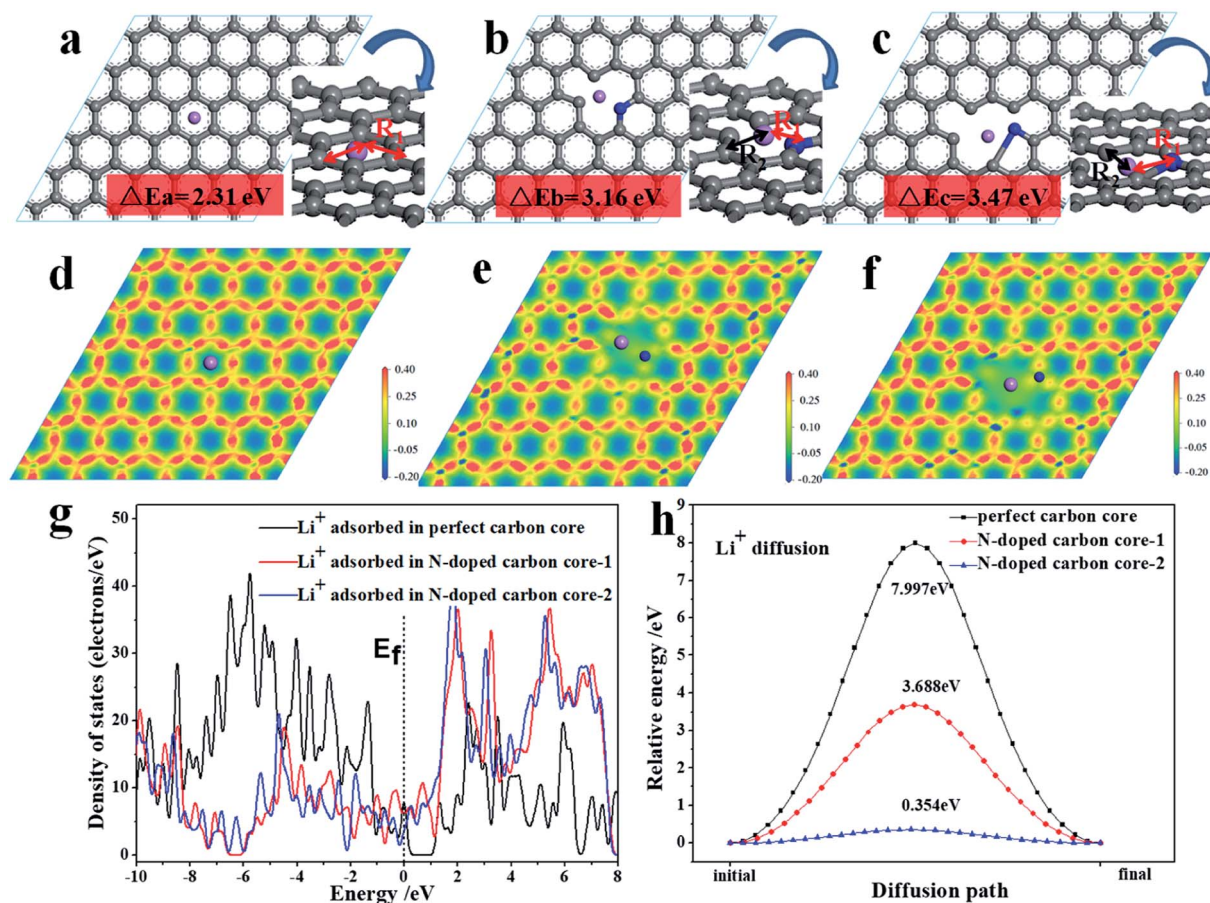 a
b
c
R1
R1
R2
R1
R2
△Ea=2.31 eV
△Eb=3.16 eV
△Ec=3.47 eV
d
e
f
0.40
0.25
0.10
-0.05
-0.20
0.40
0.25
0.10
-0.05
-0.20
0.40
0.25
0.10
-0.05
-0.20
g
Li+ adsorbed in perfect carbon core
Li+ adsorbed in N-doped carbon core-1
Li+ adsorbed in N-doped carbon core-2
Ef
Density of states (electrons/eV)
50
40
30
20
10
0
-10 -8 -6 -4 -2 0 2 4 6 8
Energy /eV
h
Li+ diffusion
perfect carbon core
N-doped carbon core-1
N-doped carbon core-2
7.997eV
3.688eV
0.354eV
Relative energy /eV
9
8
7
6
5
4
3
2
1
0
initial final
Diffusion path